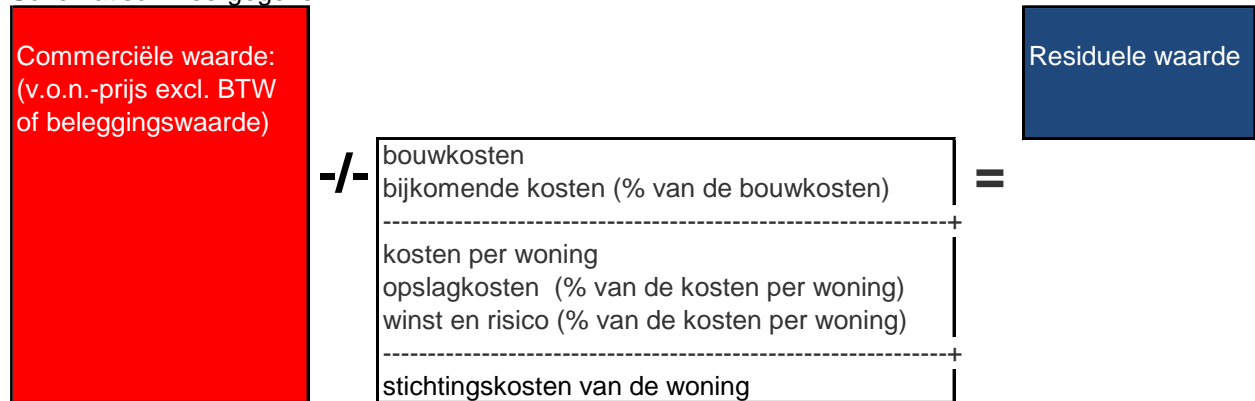 Commerciële waarde:
(v.o.n.-prijs excl. BTW
of beleggingswaarde)
-/-
bouwkosten
bijkomende kosten (% van de bouwkosten)
---------------------------------------------------------------+
kosten per woning
opslagkosten (% van de kosten per woning)
winst en risico (% van de kosten per woning)
---------------------------------------------------------------+
stichtingskosten van de woning
=
Residuele waarde